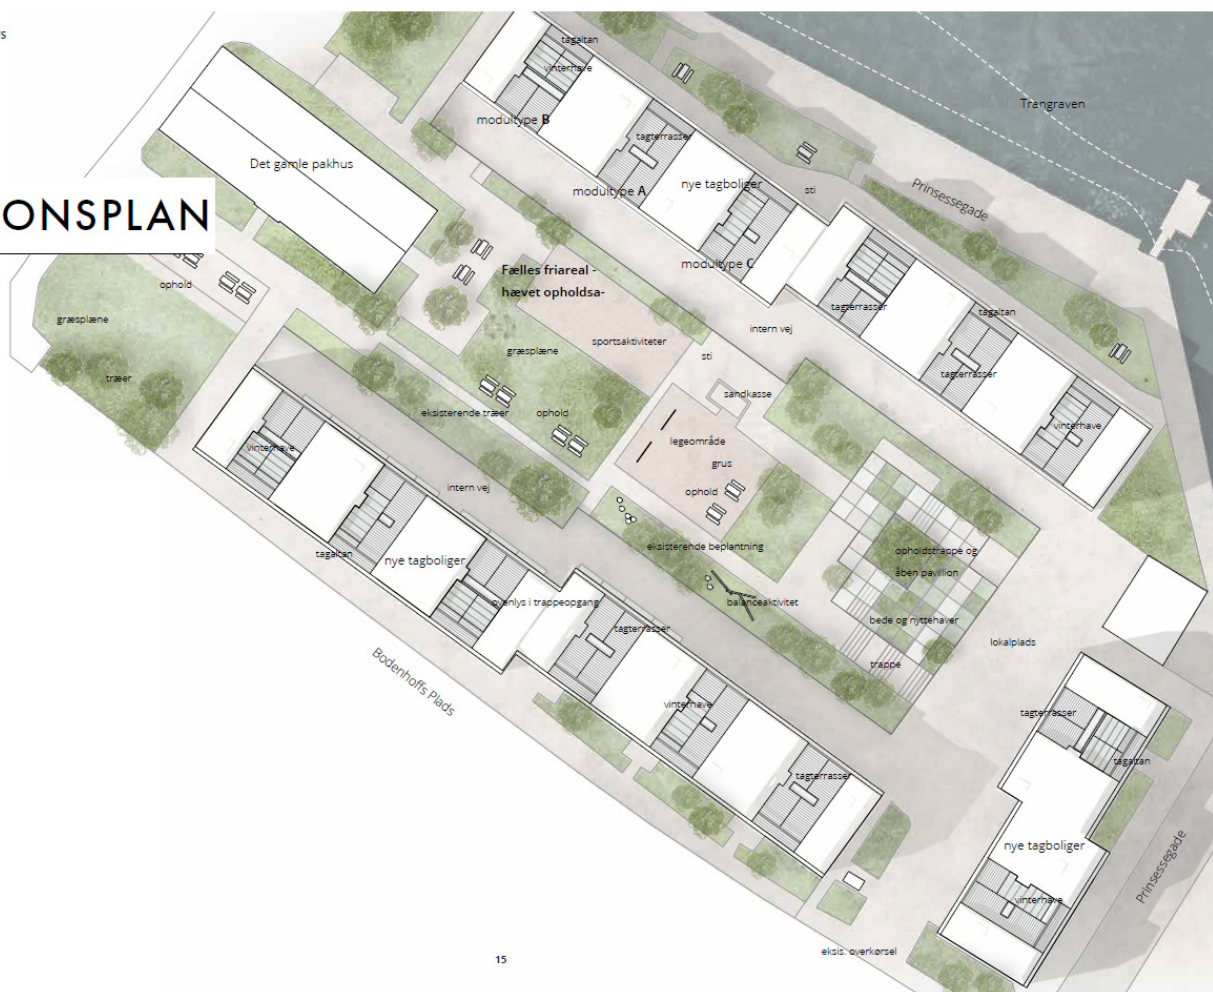 s
ONSPLAN
tagaltan
vinterhave
modultype B
tagterrasser
modultype A
nye tagboliger
sti
modultype C
Trangraven
Prinsessegade
Det gamle pakhus
ophold
græsplæne
træer
Fælles friareal -
hævet opholdsa-
sportsaktiviteter
græsplæne
eksisterende træer
ophold
intern vej
sti
sandkasse
tagterrasser
tagaltan
tagterrasser
vinterhave
legeområde
grus
ophold
vinterhave
intern vej
tagaltan
nye tagboliger
eksisterende beplantning
opholdstrappe og
åben pavillion
ovenlys i trappeopgang
balanceaktivitet
bede og nyttehaver
tagterrasser
lokalplads
trappe
Bodenhoffs Plads
vinterhave
tagterrasser
tagterrasser
tagaltan
nye tagboliger
Prinsessegade
vinterhave
eksis. overkørsel
15